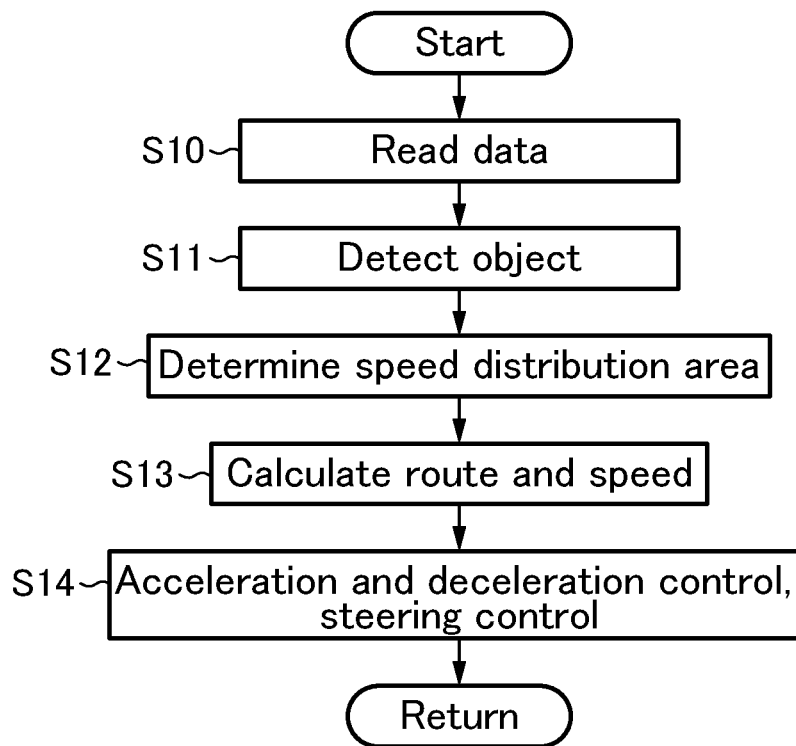 Start
S10 Read data
S11 Detect object
S12 Determine speed distribution area
S13 Calculate route and speed
S14 Acceleration and deceleration control,
steering control
Return